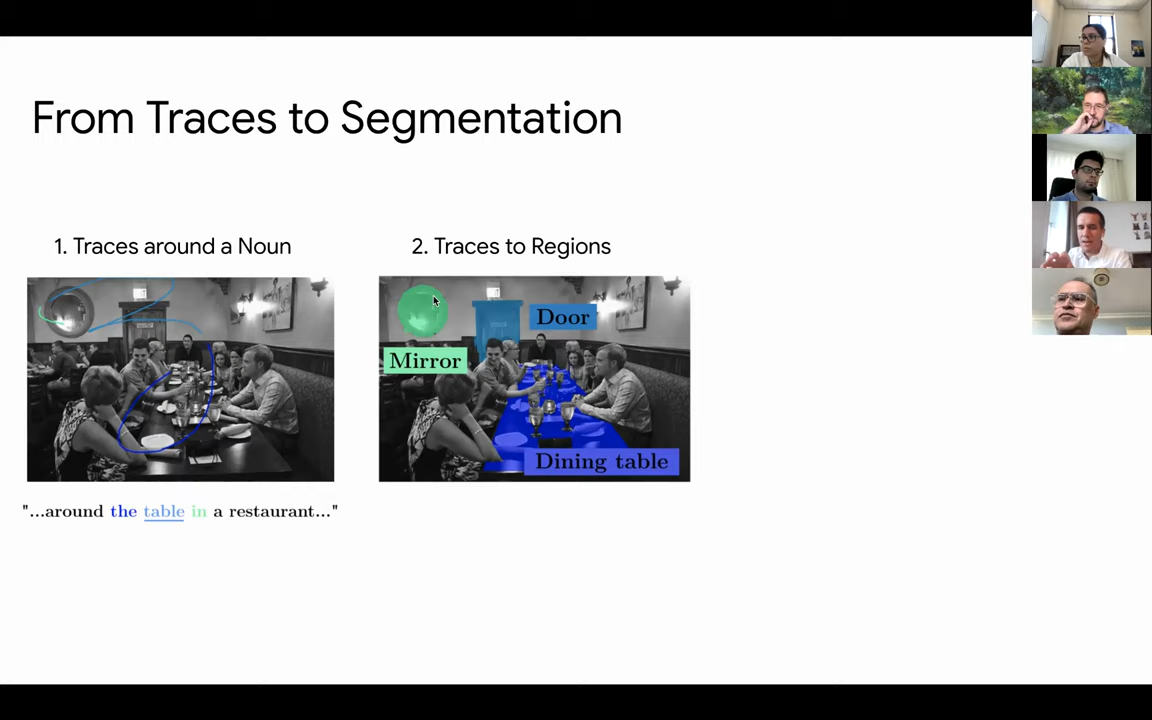 From Traces to Segmentation
1. Traces around a Noun
2. Traces to Regions
Door
Mirror
Dining table
"...around the table in a restaurant..."